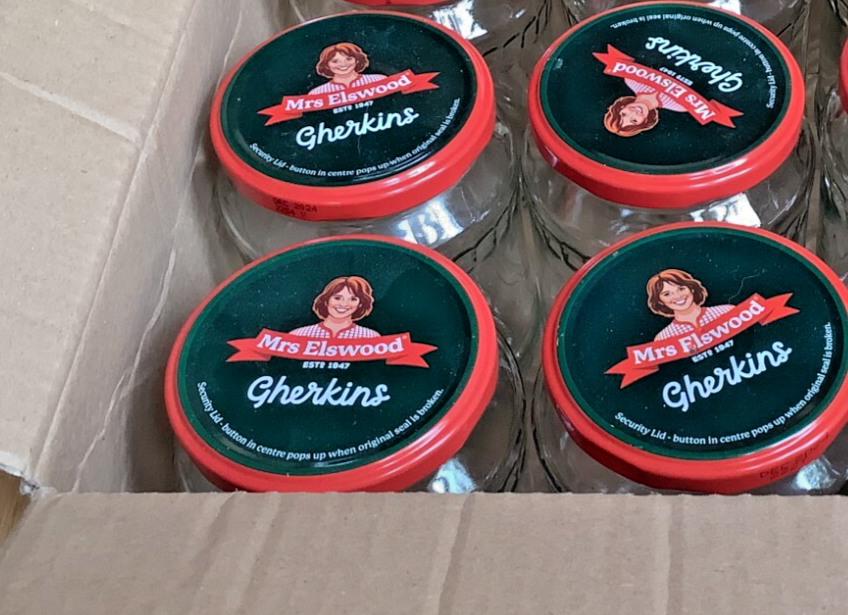 Mrs Elswood
ESTD 1947
Gherkins
Security Lid - button in centre pops up when original seal is broken.
DEC 2024
Mrs Elswood
ESTD 1947
Gherkins
Security Lid button in centre pops up when original seal is broken.
Mrs Elswood
ESTD 1947
Gherkins
Security Lid - button in centre pops up when original seal is broken.
Mrs Elswood
ESTD 1947
Gherkins
Security Lid - button in centre pops up when original seal is broken.